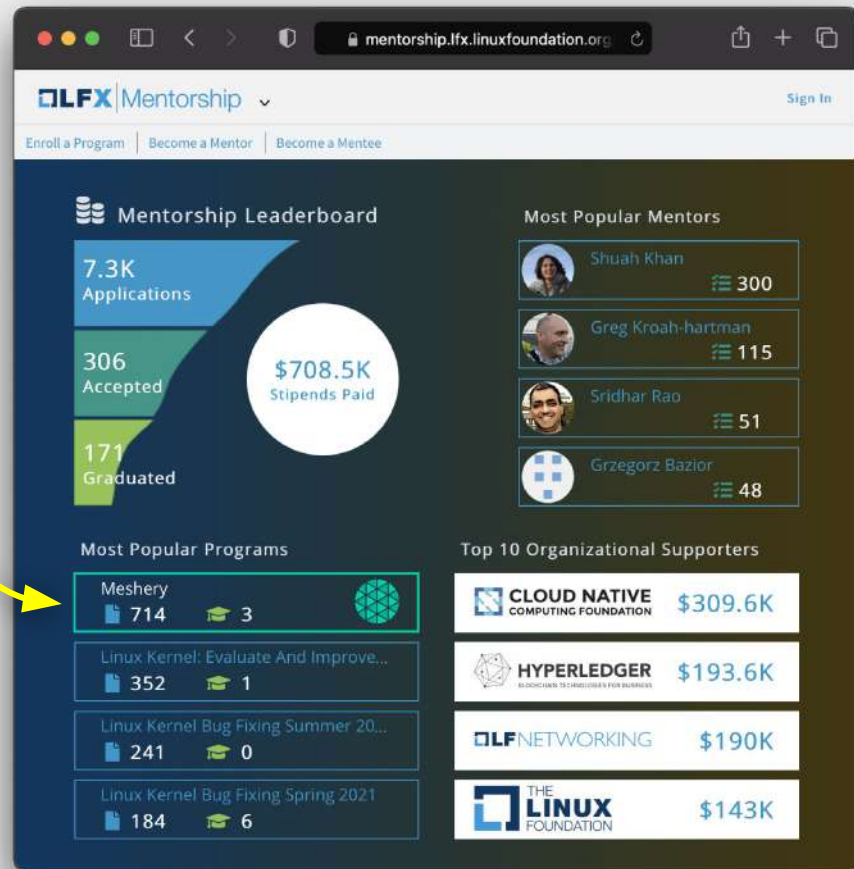 mentorship.lfx.linuxfoundation.org
LFX Mentorship
Sign In
Enroll a Program
Become a Mentor
Become a Mentee
Mentorship Leaderboard
7.3K
Applications
306
Accepted
171
Graduated
$708.5K
Stipends Paid
Most Popular Mentors
Shuah Khan
300
Greg Kroah-hartman
115
Sridhar Rao
51
Grzegorz Bazior
48
Most Popular Programs
Meshery
714 3
Linux Kernel: Evaluate And Improve...
352 1
Linux Kernel Bug Fixing Summer 20...
241 0
Linux Kernel Bug Fixing Spring 2021
184 6
Top 10 Organizational Supporters
CLOUD NATIVE
COMPUTING FOUNDATION
$309.6K
HYPERLEDGER
BLOCKCHAIN TECHNOLOGIES FOR BUSINESS
$193.6K
LFNETWORKING
$190K
THE
LINUX
FOUNDATION
$143K